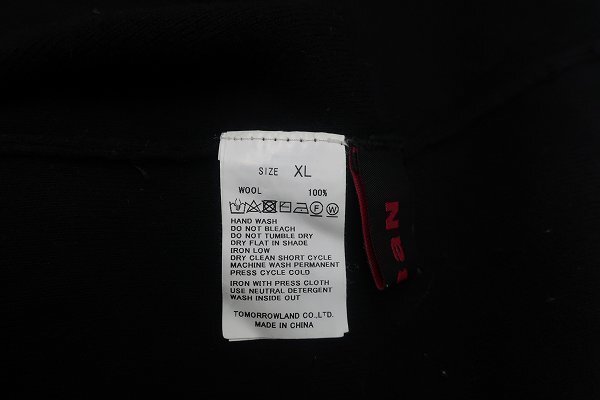 SIZE XL
WOOL 100%
F W
HAND WASH
DO NOT BLEACH
DO NOT TUMBLE DRY
DRY FLAT IN SHADE
IRON LOW
DRY CLEAN SHORT CYCLE
MACHINE WASH PERMANENT
PRESS CYCLE COLD
IRON WITH PRESS CLOTH
USE NEUTRAL DETERGENT
WASH INSIDE OUT
TOMORROWLAND CO.,LTD.
MADE IN CHINA